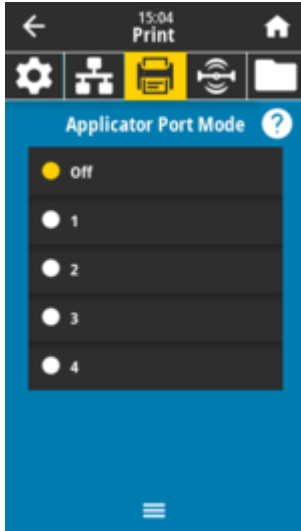 15:04
Print
Applicator Port Mode ?
Off
1
2
3
4